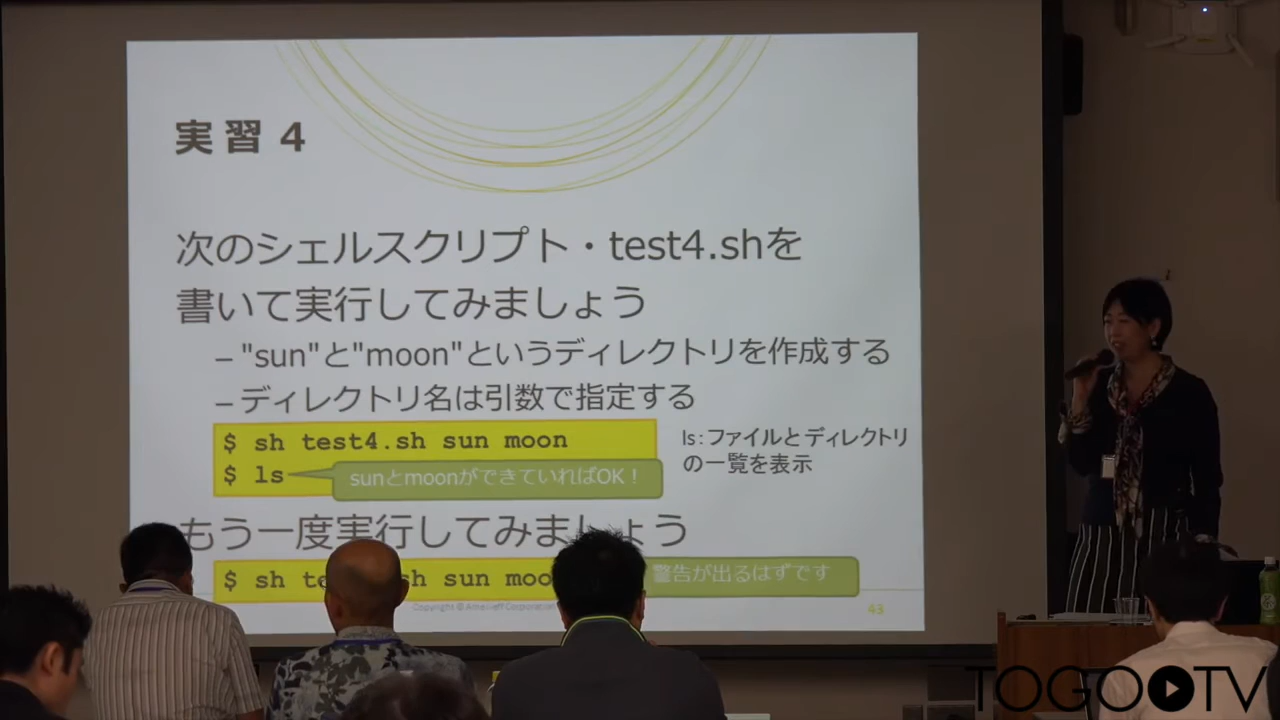 実習 4
次のシェルスクリプト・test4.shを
書いて実行してみましょう
–"sun"と"moon"というディレクトリを作成する
–ディレクトリ名は引数で指定する
$ sh test4.sh sun moon
$ ls
sunとmoonができていればOK！
ls:ファイルとディレクトリ
の一覧を表示
もう一度実行してみましょう
$ sh te sh sun moo
警告が出るはずです
Copyright © Corporation
43
TOGOTV